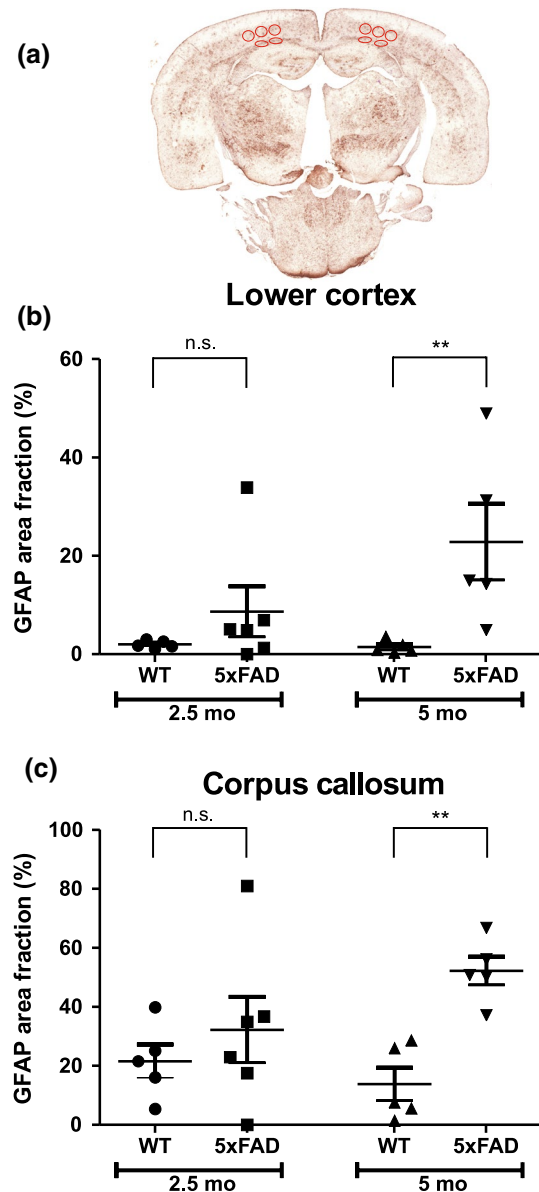 (a)
Lower cortex
(b)
n.s.
**
60
40
20
0
GFAP area fraction (%)
WT
5xFAD
WT
5xFAD
2.5 mo
5 mo
(c)
Corpus callosum
n.s.
**
100
80
60
40
20
0
GFAP area fraction (%)
WT
5xFAD
WT
5xFAD
2.5 mo
5 mo